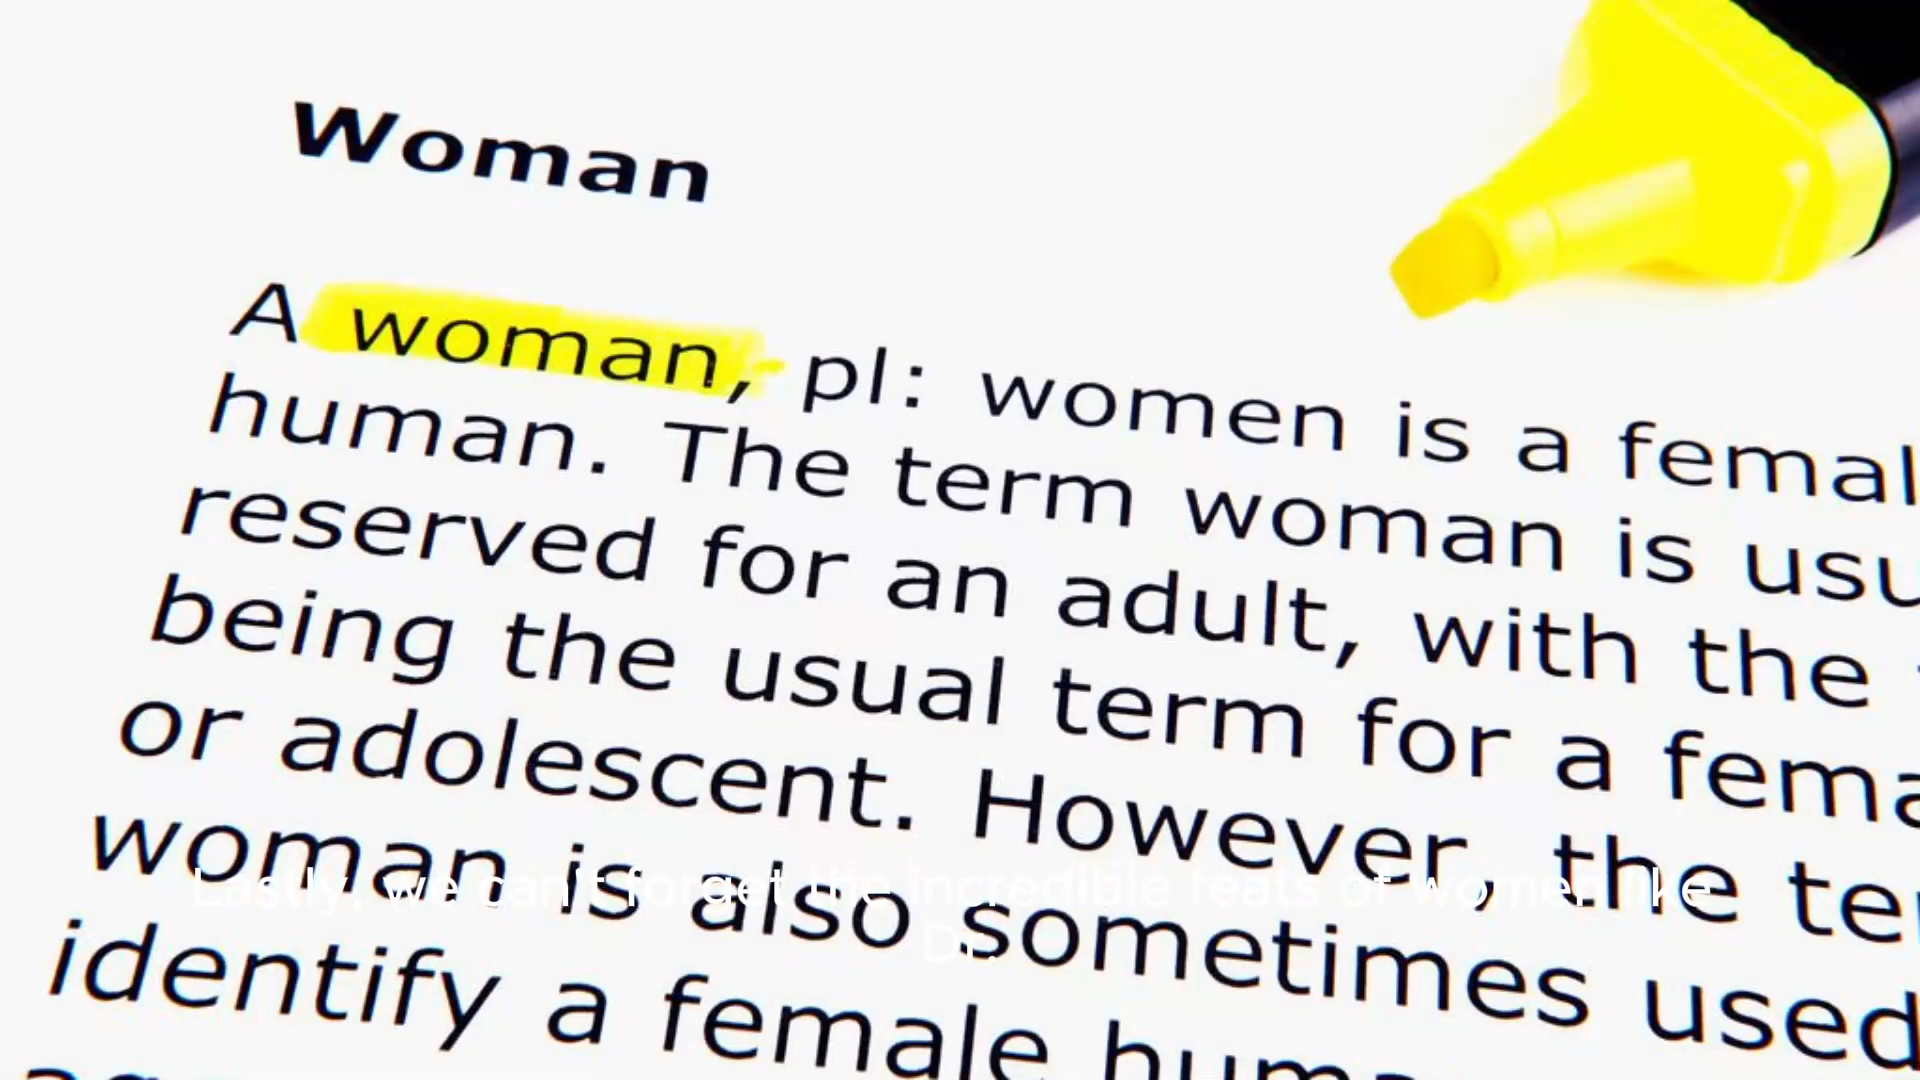 Woman
A woman, pl: women is a femal
human. The term woman is usu
reserved for an adult, with the
being the usual term for a fema
or adolescent. However, the ter
woman is also sometimes used
identify a female huma
Lastly, we can't forget the incredible feats of women like
Dr.